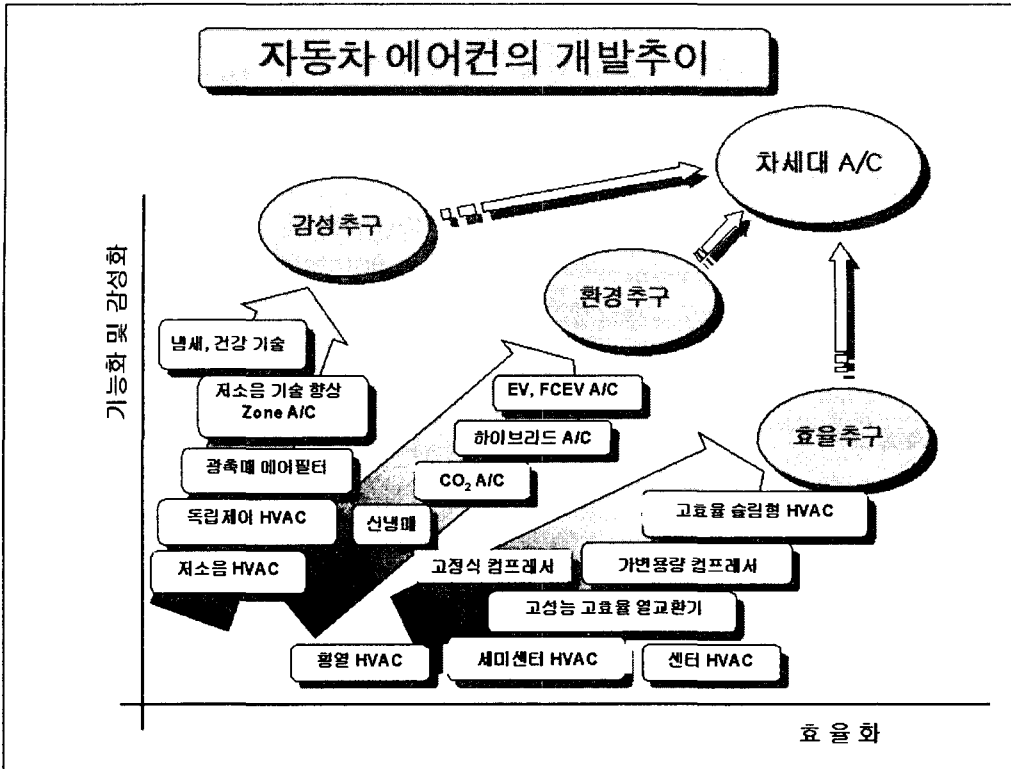 자동차 에어컨의 개발추이
차세대 A/C
감성추구
환경추구
효율추구
기능화 및 감성화
냄새, 건강 기술
저소음 기술 향상
Zone A/C
광촉매 에어필터
독립제어 HVAC
저소음 HVAC
EV, FCEV A/C
하이브리드 A/C
CO₂ A/C
신냉매
고효율 슬림형 HVAC
고정식 컴프레서
가변용량 컴프레서
고성능 고효율 열교환기
횡열 HVAC
세미센터 HVAC
센터 HVAC
효율화